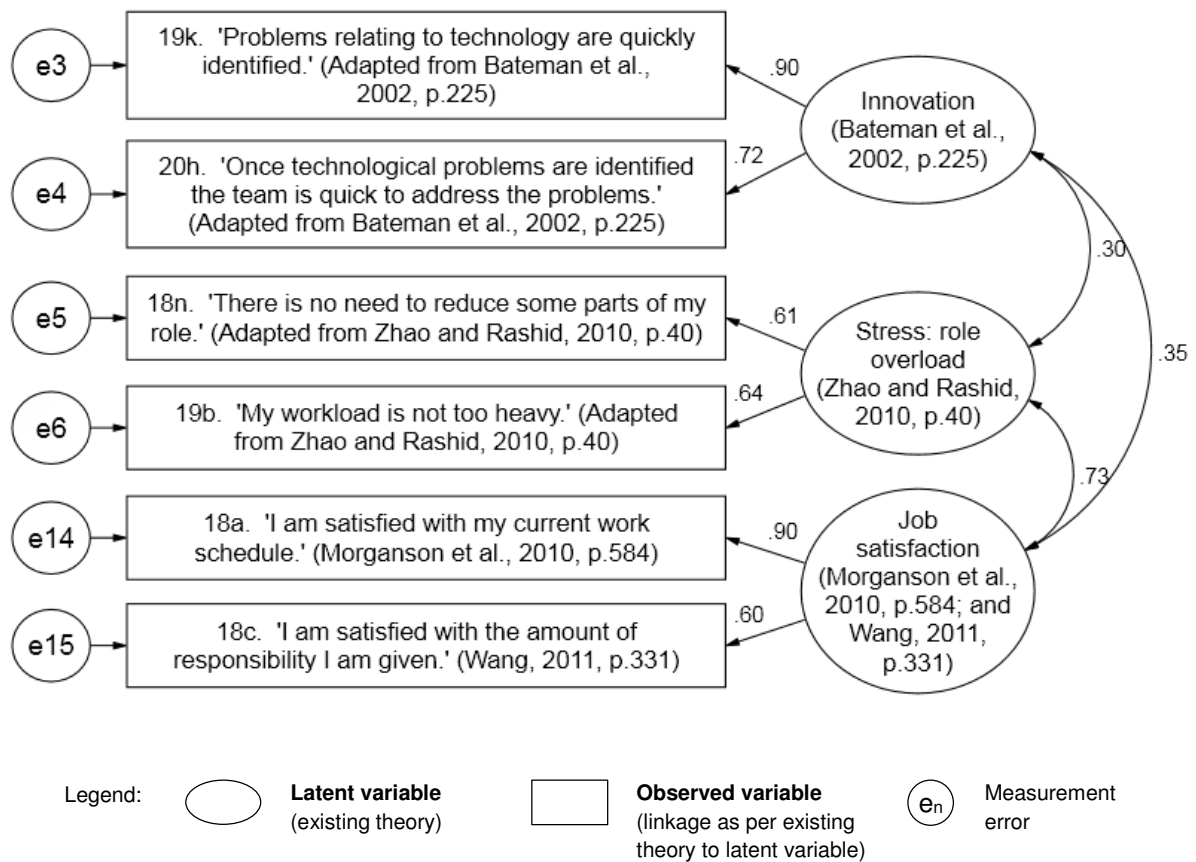 e3
19k. 'Problems relating to technology are quickly
identified.' (Adapted from Bateman et al.,
2002, p.225)
.90
Innovation
(Bateman et al.,
2002, p.225)
e4
20h. 'Once technological problems are identified
the team is quick to address the problems.'
(Adapted from Bateman et al., 2002, p.225)
.72
.30
e5
18n. 'There is no need to reduce some parts of my
role.' (Adapted from Zhao and Rashid, 2010, p.40)
.61
Stress: role
overload
(Zhao and Rashid,
2010, p.40)
.35
e6
19b. 'My workload is not too heavy.' (Adapted
from Zhao and Rashid, 2010, p.40)
.64
.73
e14
18a. 'I am satisfied with my current work
schedule.' (Morganson et al., 2010, p.584)
.90
Job
satisfaction
(Morganson et al.,
2010, p.584; and
Wang, 2011,
p.331)
e15
18c. 'I am satisfied with the amount of
responsibility I am given.' (Wang, 2011, p.331)
.60
Legend:
Latent variable
(existing theory)
Observed variable
(linkage as per existing
theory to latent variable)
en
Measurement
error